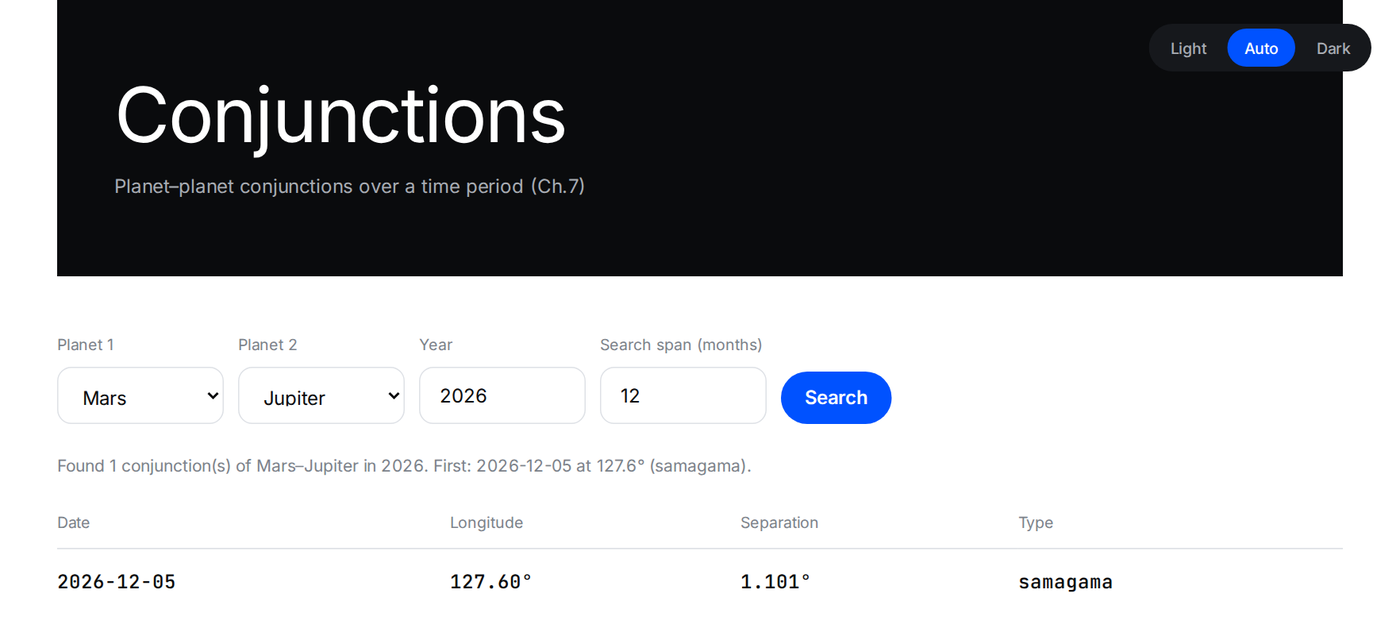 Light Auto Dark
Conjunctions
Planet–planet conjunctions over a time period (Ch.7)
Planet 1 Planet 2 Year Search span (months)
Mars Jupiter 2026 12 Search
Found 1 conjunction(s) of Mars–Jupiter in 2026. First: 2026-12-05 at 127.6° (samagama).
Date Longitude Separation Type
2026-12-05 127.60° 1.101° samagama